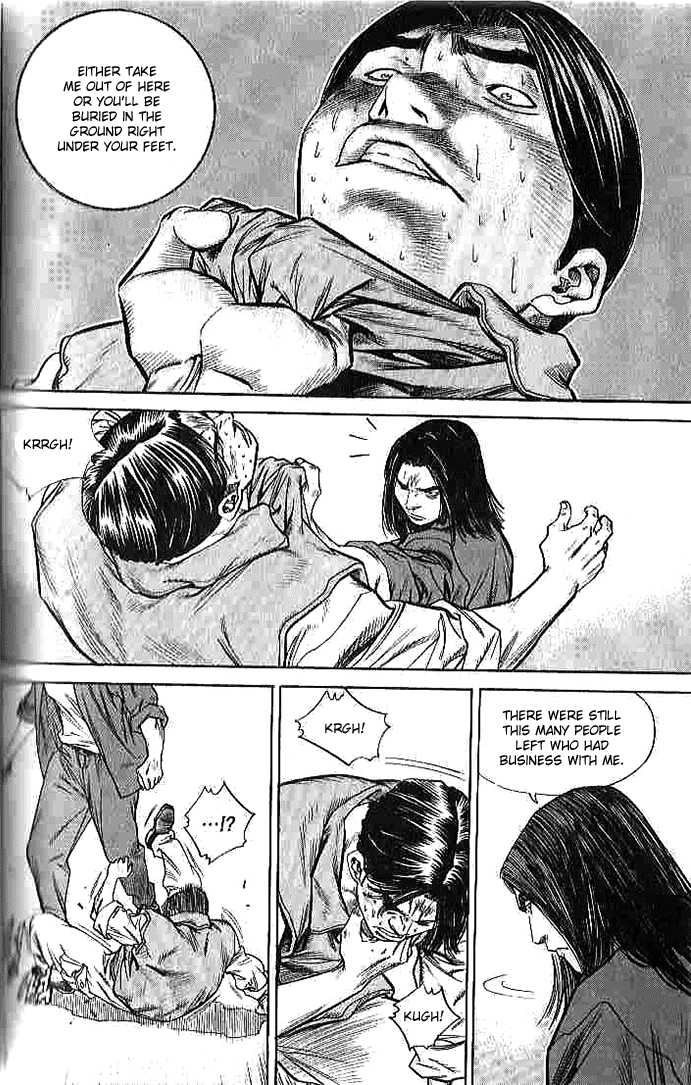 EITHER TAKE
ME OUT OF HERE
OR YOU'LL BE
BURIED IN THE
GROUND RIGHT
UNDER YOUR FEET.
KRRGH!
...!?
KRGH!
KUGH!
THERE WERE STILL
THIS MANY PEOPLE
LEFT WHO HAD
BUSINESS WITH ME.